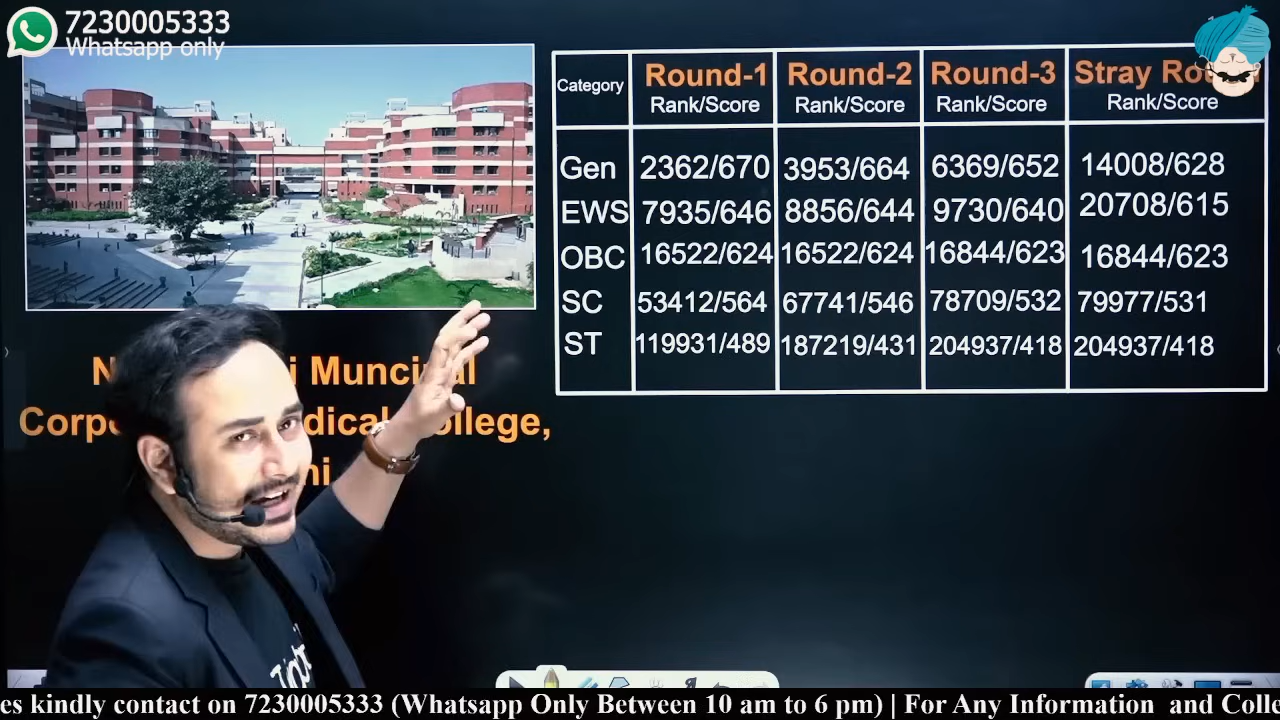 7230005333
Whatsapp only
Category
Round-1
Rank/Score
Round-2
Rank/Score
Round-3
Rank/Score
Stray
Rank/Score
Gen 2362/670 3953/664 6369/652 14008/628
EWS 7935/646 8856/644 9730/640 20708/615
OBC 16522/624 16522/624 16844/623 16844/623
SC 53412/564 67741/546 78709/532 79977/531
ST 119931/489 187219/431 204937/418 204937/418
kindly contact on 7230005333 (Whatsapp Only Between 10 am to 6 pm) | For Any Information and